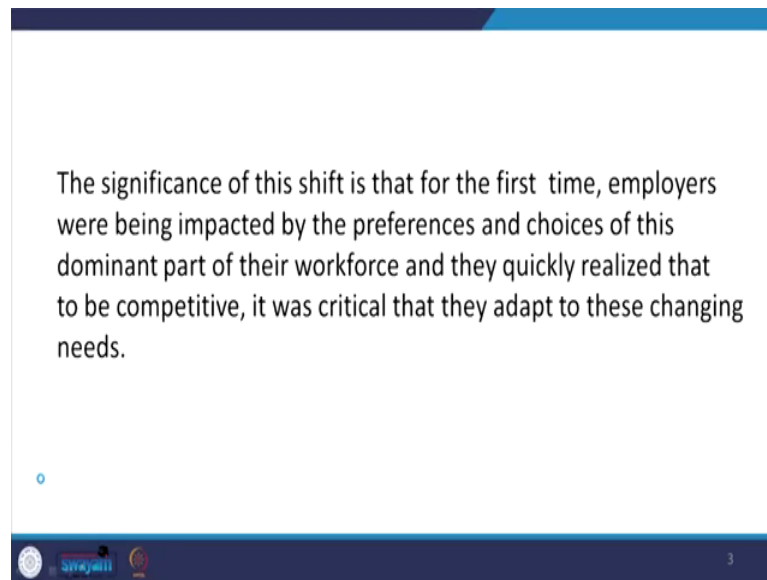 The significance of this shift is that for the first time, employers
were being impacted by the preferences and choices of this
dominant part of their workforce and they quickly realized that
to be competitive, it was critical that they adapt to these changing
needs.
swayam
3